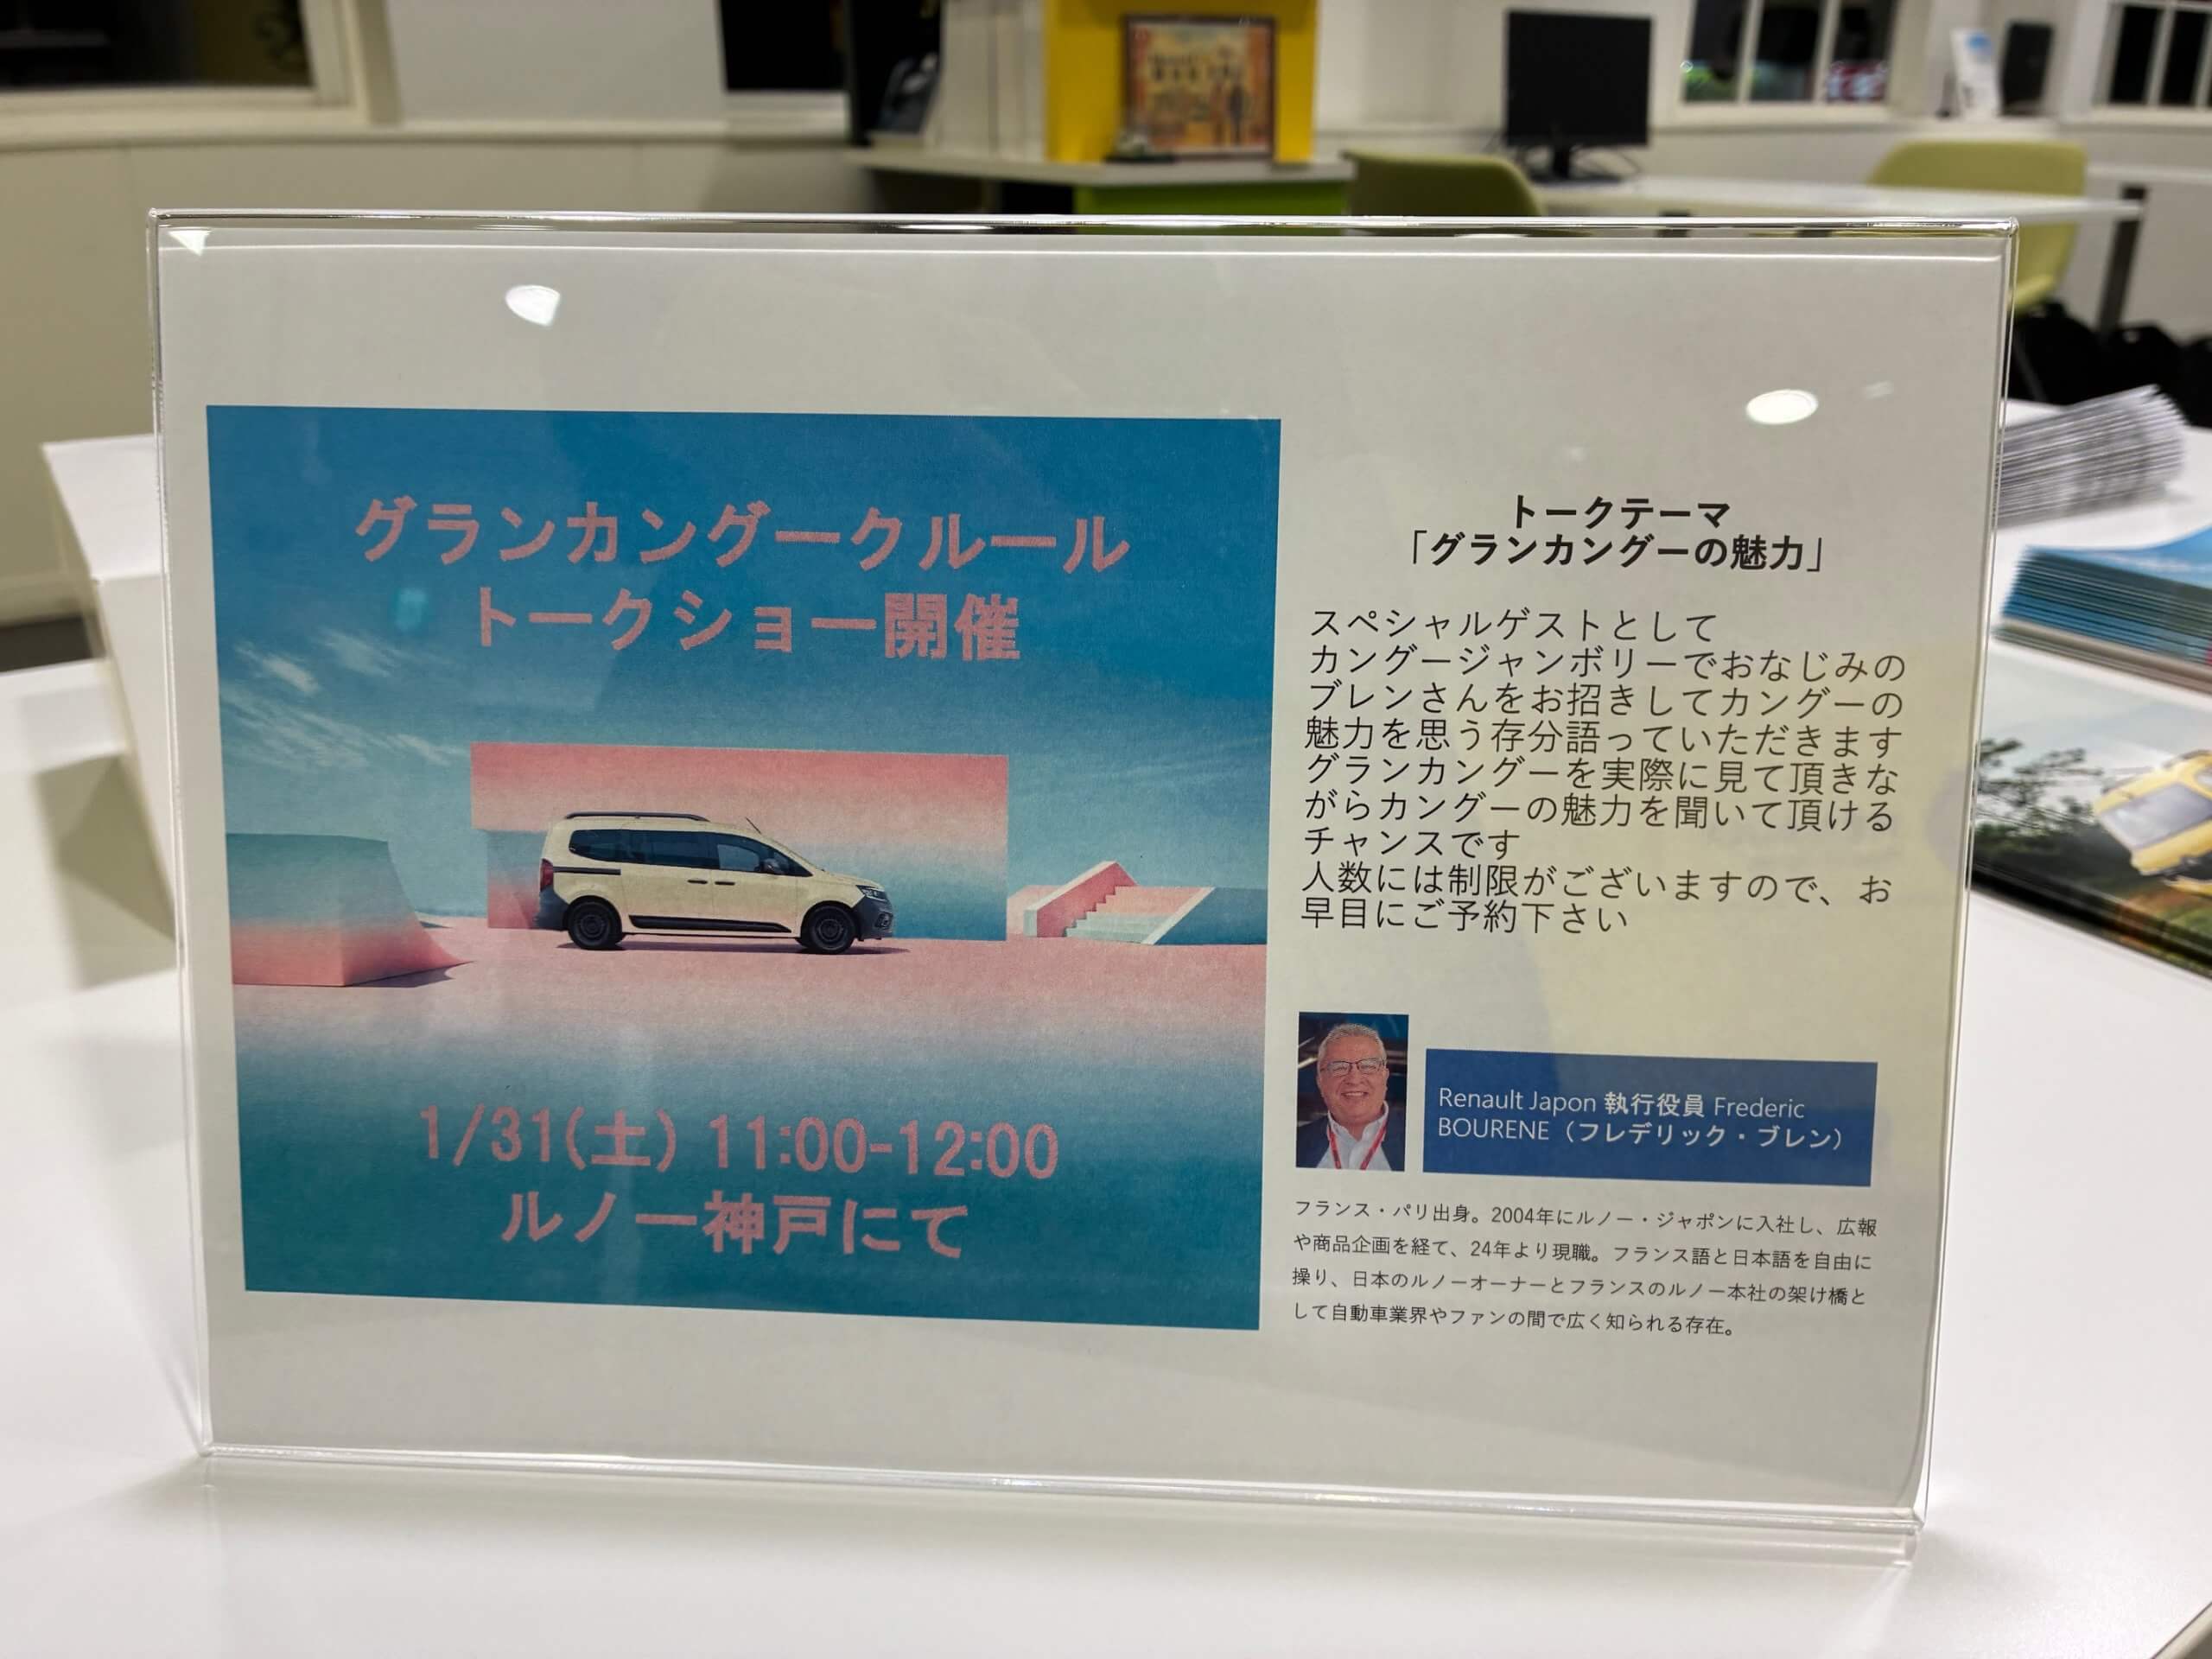 グランカングークルール
トークショー開催
1/31(土) 11:00-12:00
ルノー神戸にて
トークテーマ
「グランカングーの魅力」
スペシャルゲストとして
カングージャンボリーでおなじみの
ブレンさんをお招きしてカングーの
魅力を思う存分語っていただきます
グランカングーを実際に見て頂きな
がらカングーの魅力を聞いて頂ける
チャンスです
人数には制限がございますので、お
早目にご予約下さい
Renault Japon 執行役員 Frederic
BOURENE（フレデリック・ブレン）
フランス・パリ出身。2004年にルノー・ジャポンに入社し、広報
や商品企画を経て、24年より現職。フランス語と日本語を自由に
操り、日本のルノーオーナーとフランスのルノー本社の架け橋と
して自動車業界やファンの間で広く知られる存在。